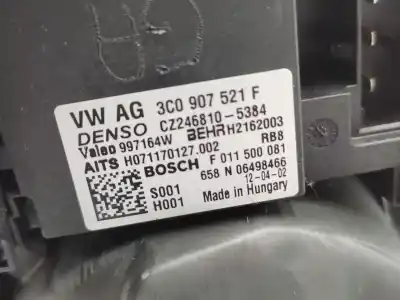 VW AG 3C0 907 521 F
DENSO CZ246810-5384
Valeo 997164W BEHR H2162003
AITS H071170127.002 RB8
BOSCH F 011 500 081
658 N 06498466
S001 12-04-02
H001 Made in Hungary